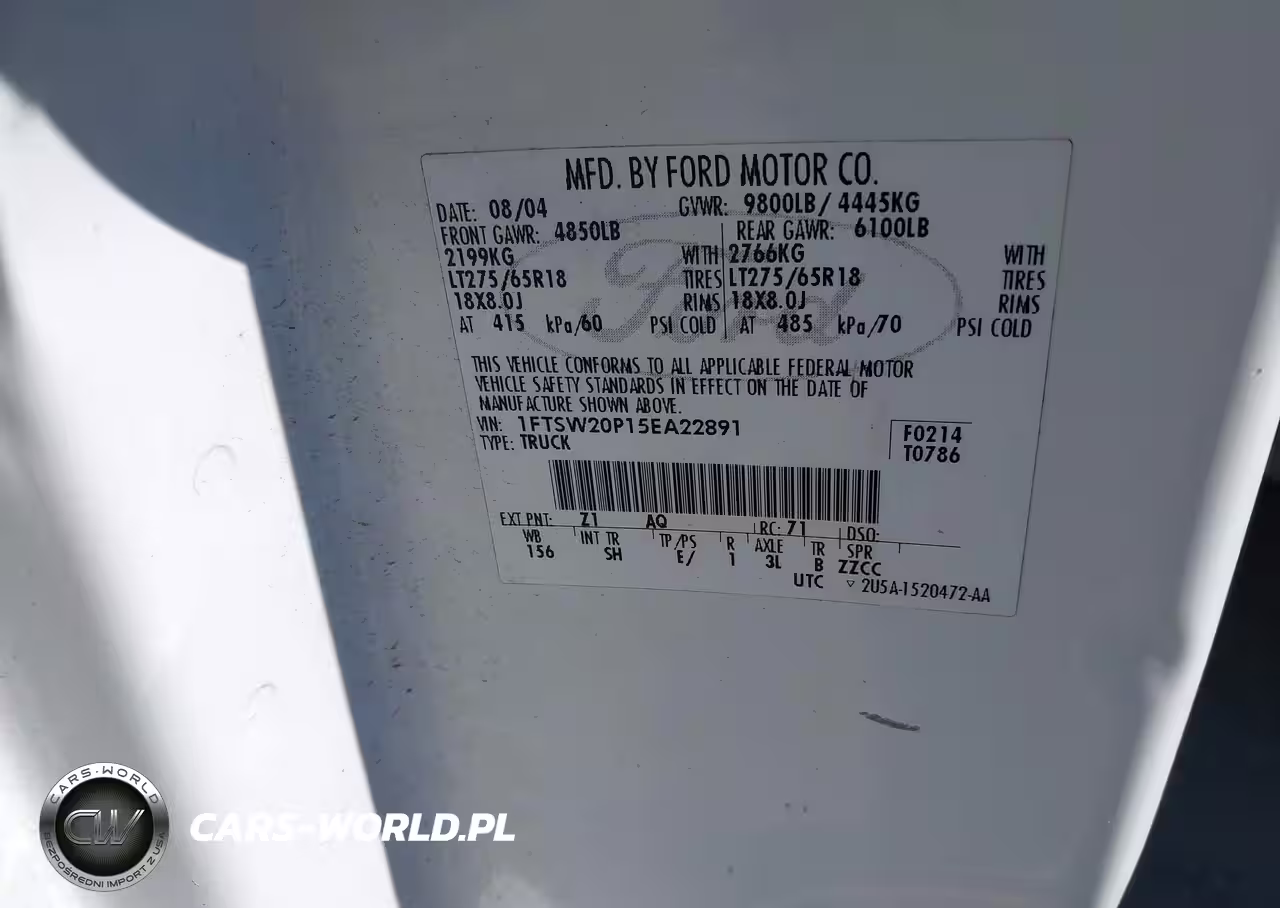 MFD. BY FORD MOTOR CO.
DATE: 08/04 GVWR: 9800LB/ 4445KG
FRONT GAWR: 4850LB REAR GAWR: 6100LB
2199KG WITH 2766KG WITH
LT275/65R18 TIRES LT275/65R18 TIRES
18X8.0J RIMS 18X8.0J RIMS
AT 415 kPa/60 PSI COLD AT 485 kPa/70 PSI COLD
Ford
THIS VEHICLE CONFORMS TO ALL APPLICABLE FEDERAL MOTOR
VEHICLE SAFETY STANDARDS IN EFFECT ON THE DATE OF
MANUFACTURE SHOWN ABOVE.
VIN: 1FTSW20P15EA22891
TYPE: TRUCK
F0214
T0786
EXT PNT: Z1 AQ RC: 71 DSO:
WB INT TR TP/PS R AXLE TR SPR
156 SH E/ 1 3L B ZZCC
UTC ▽ 2U5A-1520472-AA
CARS-WORLD
CW
BEZPOŚREDNI IMPORT Z USA
CARS-WORLD.PL